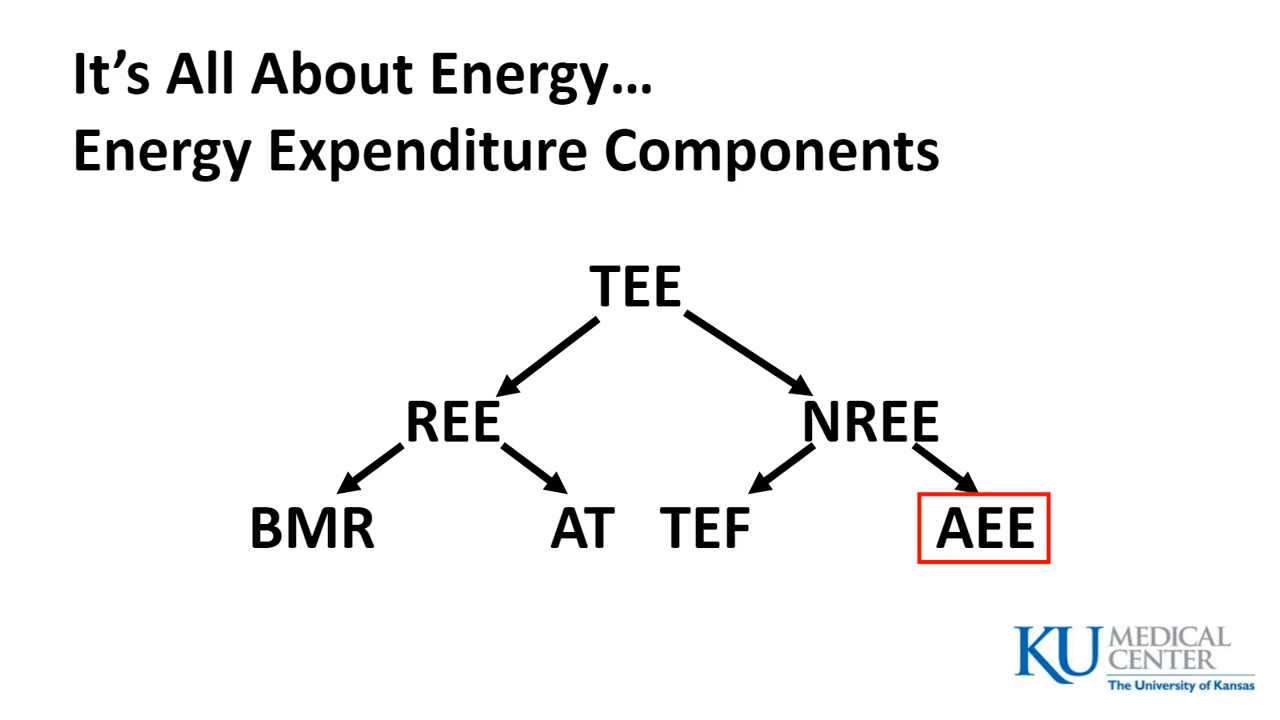 It’s All About Energy…
Energy Expenditure Components
TEE
REE NREE
BMR AT TEF AEE
KU MEDICAL CENTER
The University of Kansas